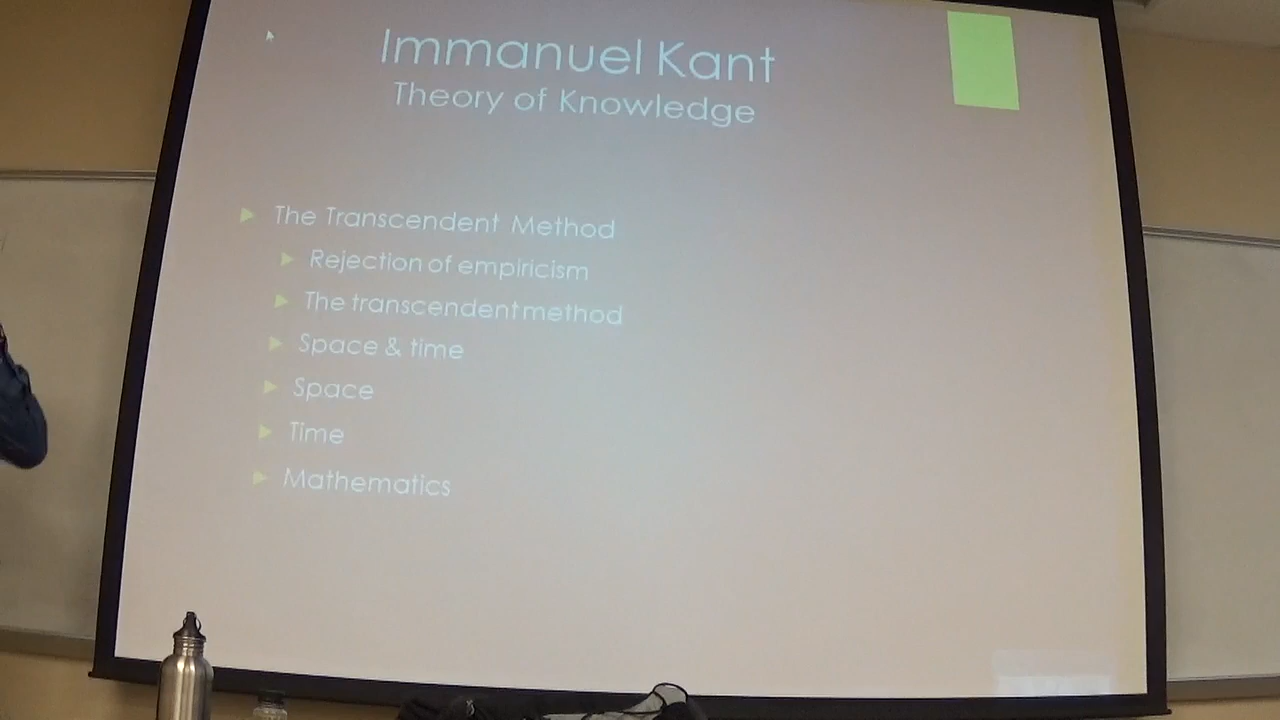 Immanuel Kant
Theory of Knowledge
The Transcendent Method
Rejection of empiricism
The transcendent method
Space & time
Space
Time
Mathematics